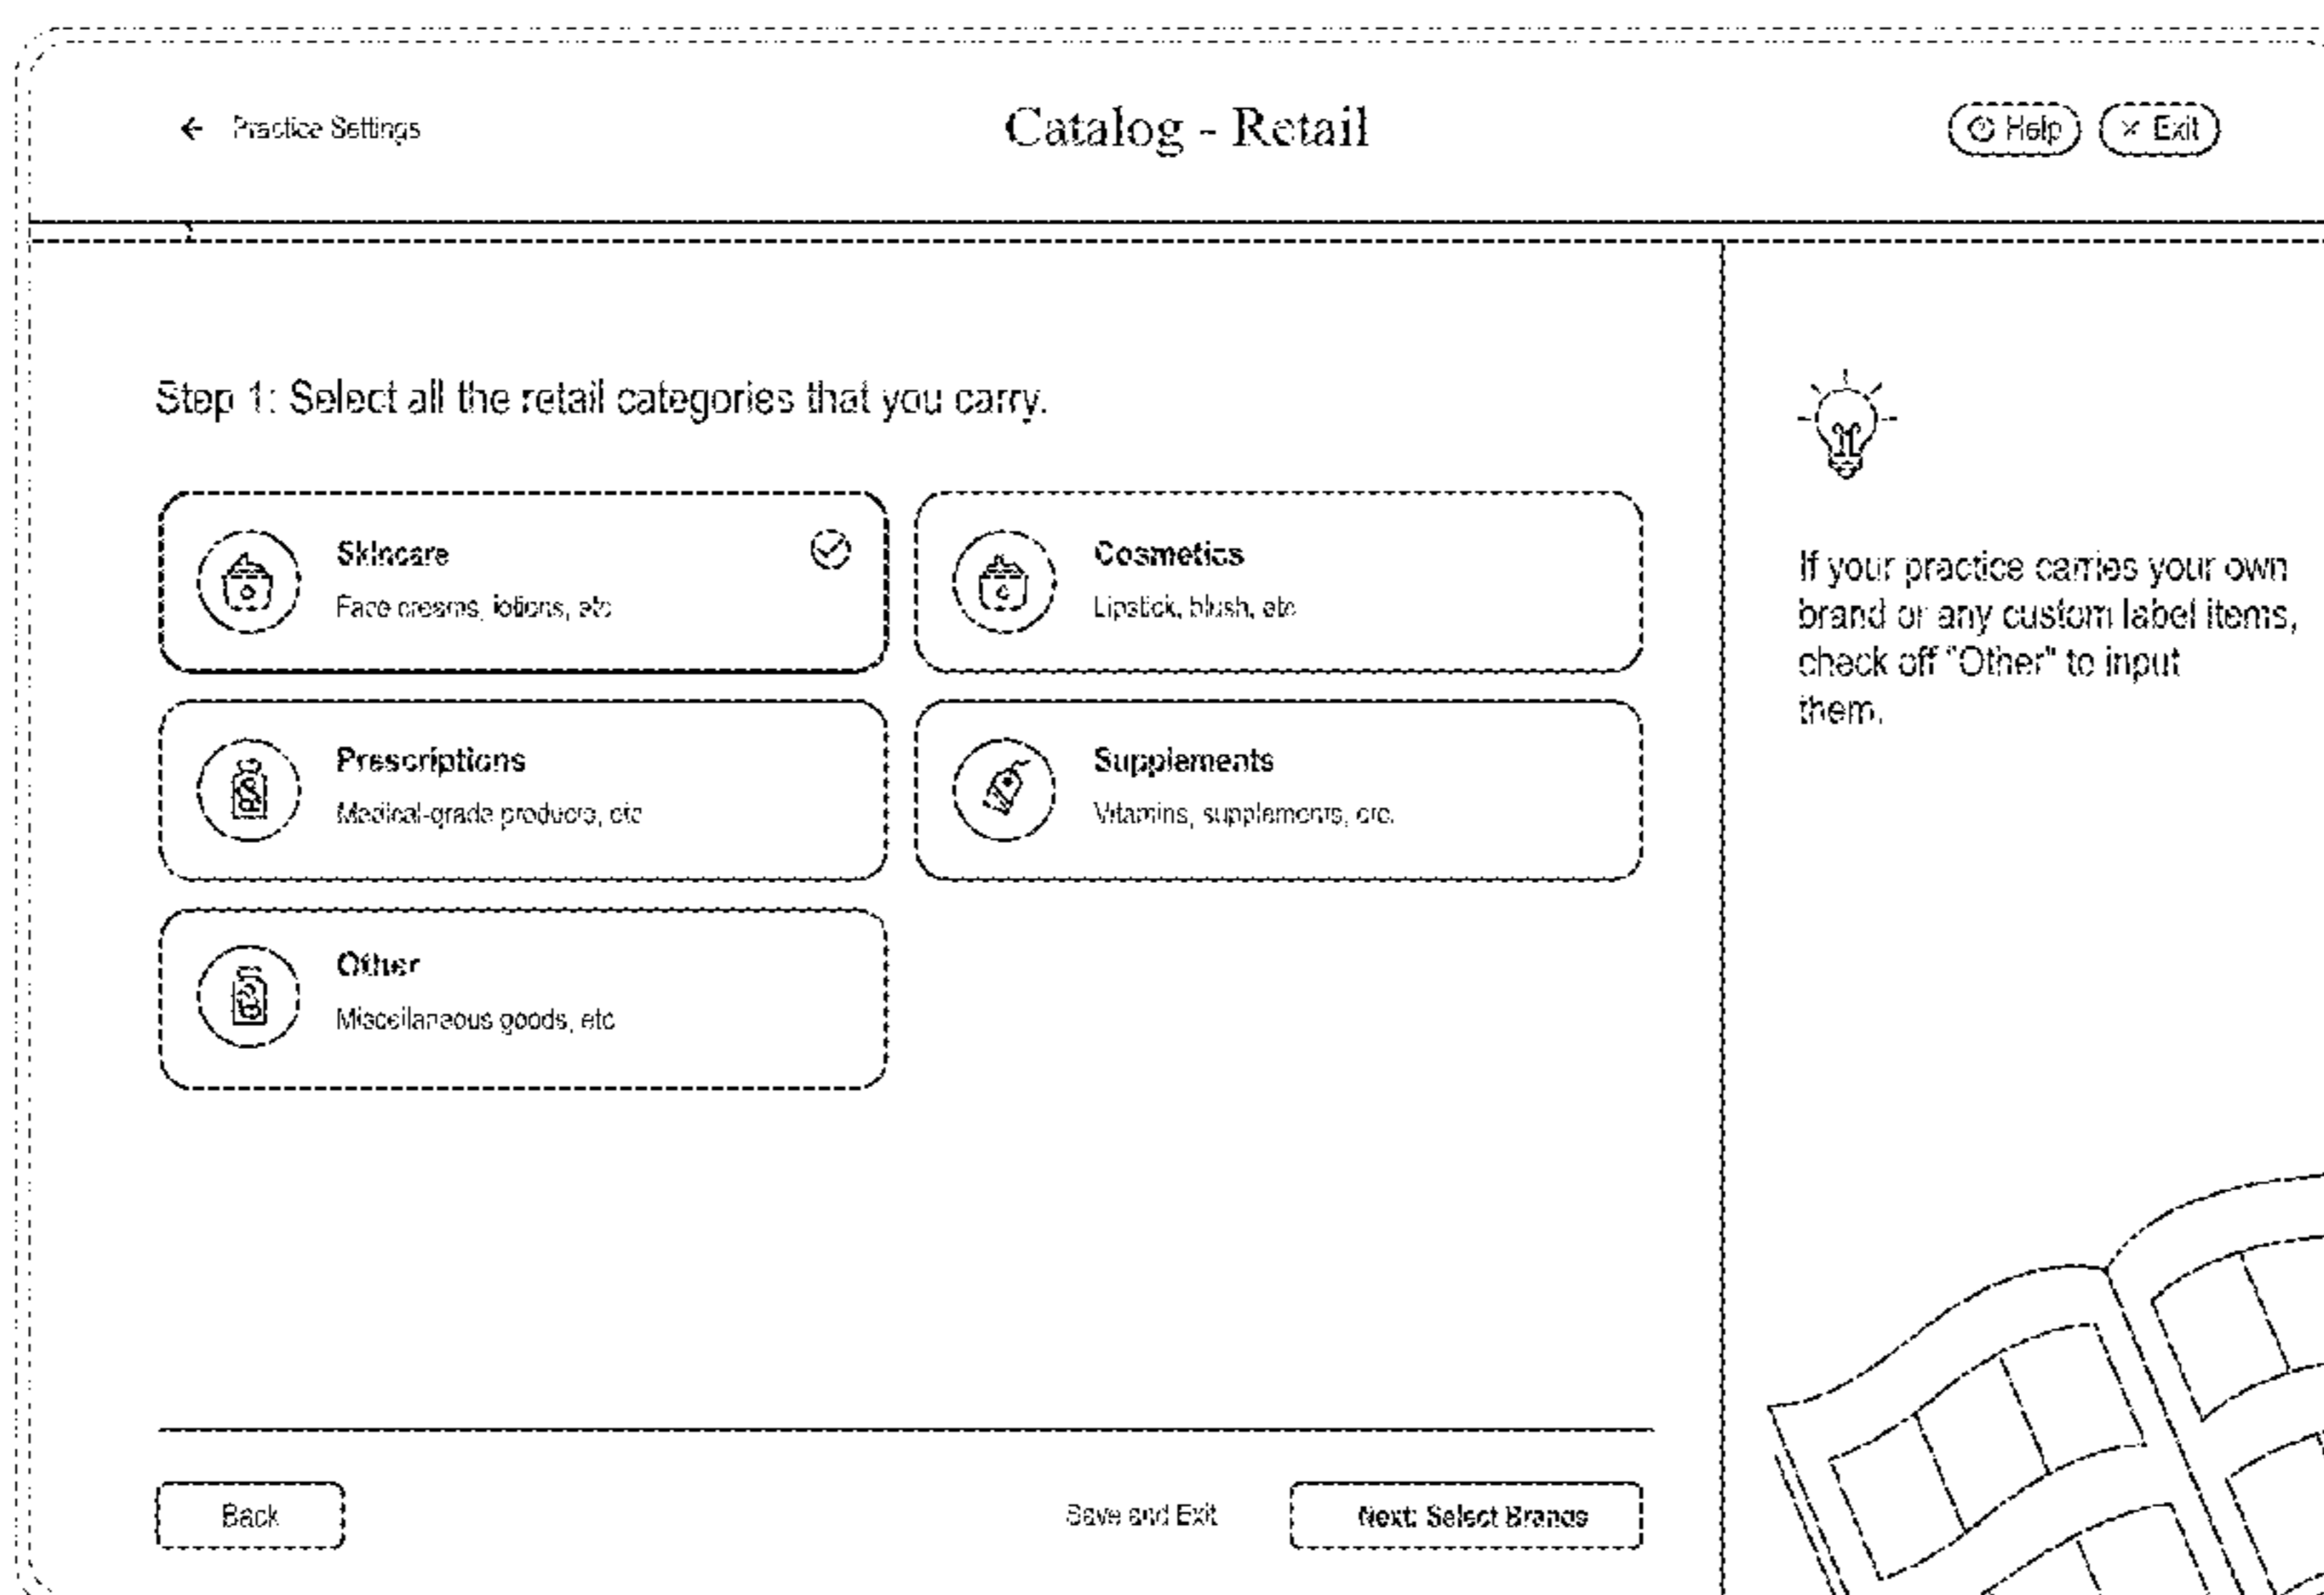 Practice Settings
Catalog - Retail
Help
Exit
Step 1: Select all the retail categories that you carry.
Skincare
Face creams, lotions, etc
Cosmetics
Lipstick, blush, etc
Prescriptions
Medical-grade products, etc
Supplements
Vitamins, supplements, etc.
Other
Miscellaneous goods, etc
If your practice carries your own
brand or any custom label items,
check off "Other" to input
them.
Back
Save and Exit
Next: Select Brands